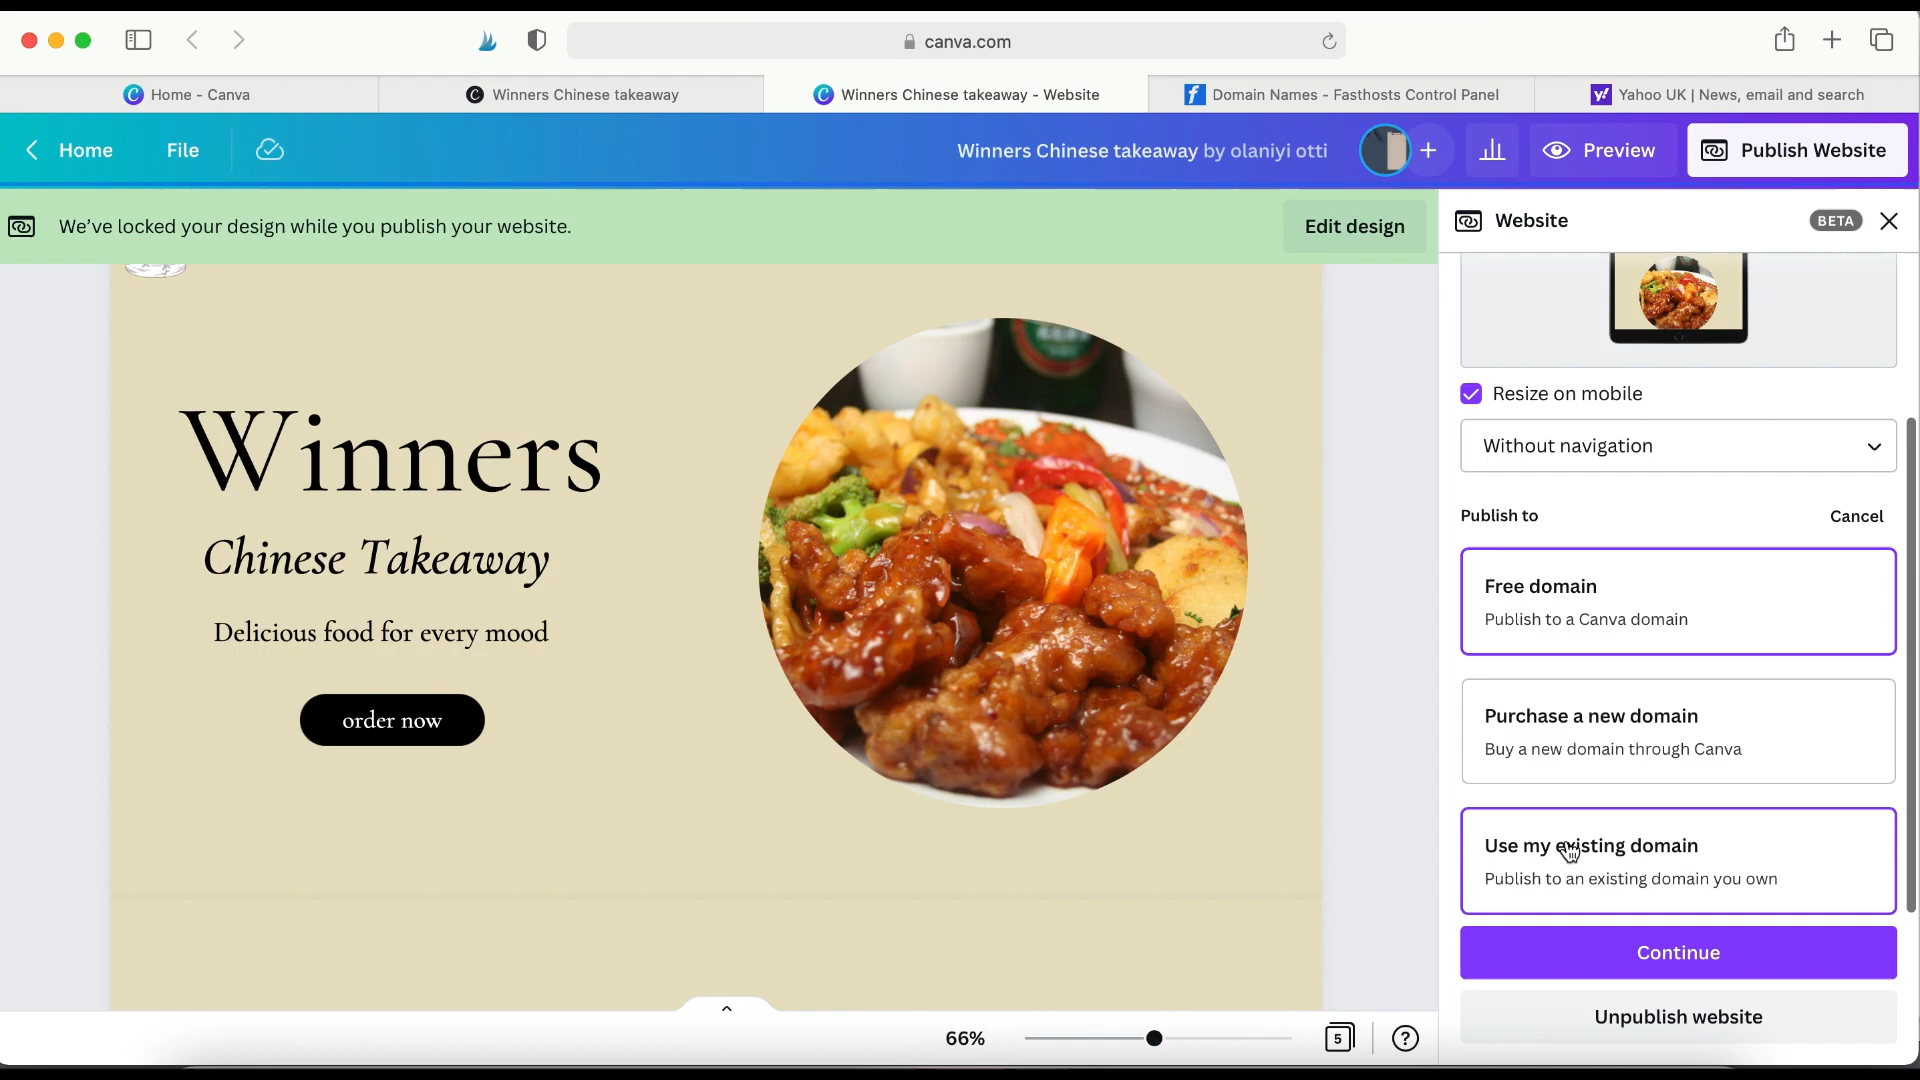 canva.com
Home - Canva
Winners Chinese takeaway
Winners Chinese takeaway - Website
Domain Names - Fasthosts Control Panel
Yahoo UK | News, email and search
Home
File
Winners Chinese takeaway by olaniyi otti
Preview
Publish Website
We've locked your design while you publish your website.
Edit design
Website
BETA
Winners
Chinese Takeaway
Delicious food for every mood
order now
Resize on mobile
Without navigation
Publish to
Cancel
Free domain
Publish to a Canva domain
Purchase a new domain
Buy a new domain through Canva
Use my existing domain
Publish to an existing domain you own
Continue
Unpublish website
66%
5
?